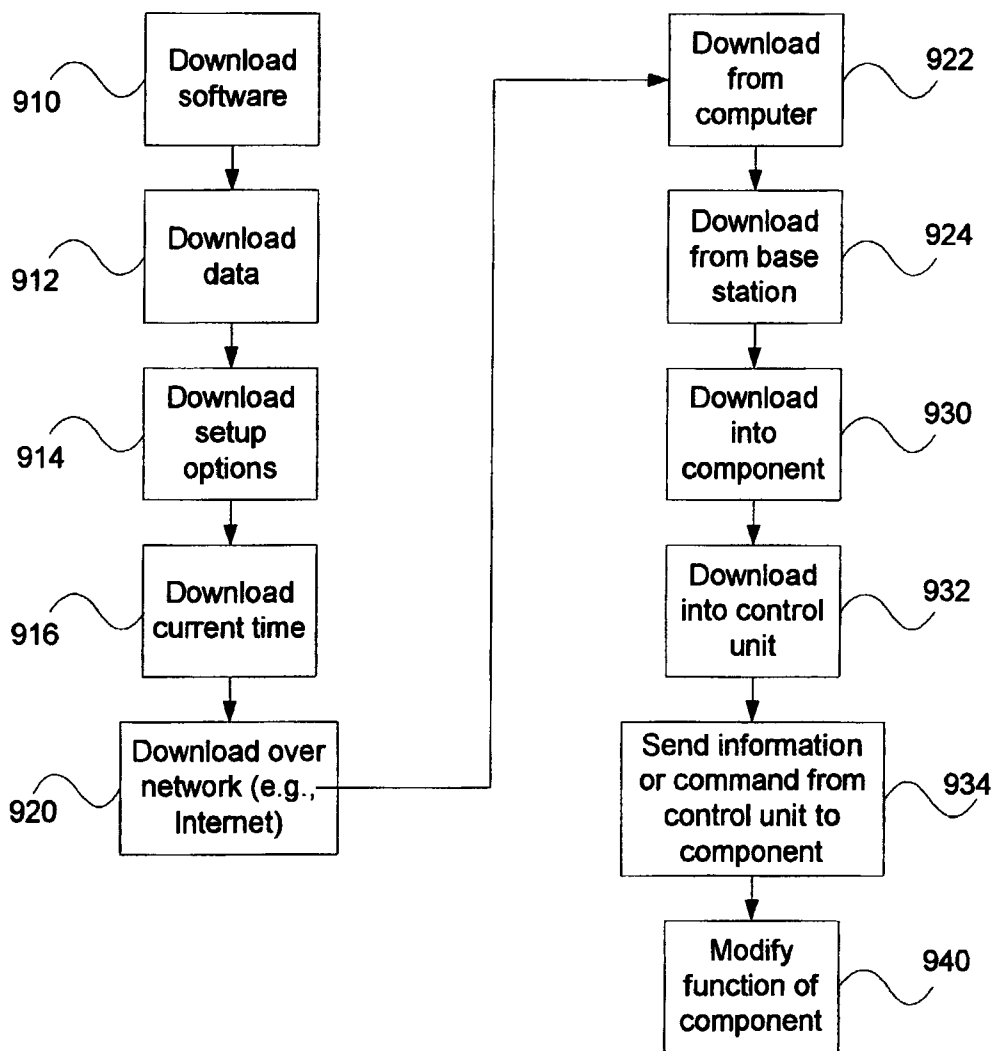 910
Download
software
912
Download
data
914
Download
setup
options
916
Download
current time
920
Download over
network (e.g.,
Internet)
Download
from
computer
922
Download
from base
station
924
Download
into
component
930
Download
into control
unit
932
Send information
or command from
control unit to
component
934
Modify
function of
component
940